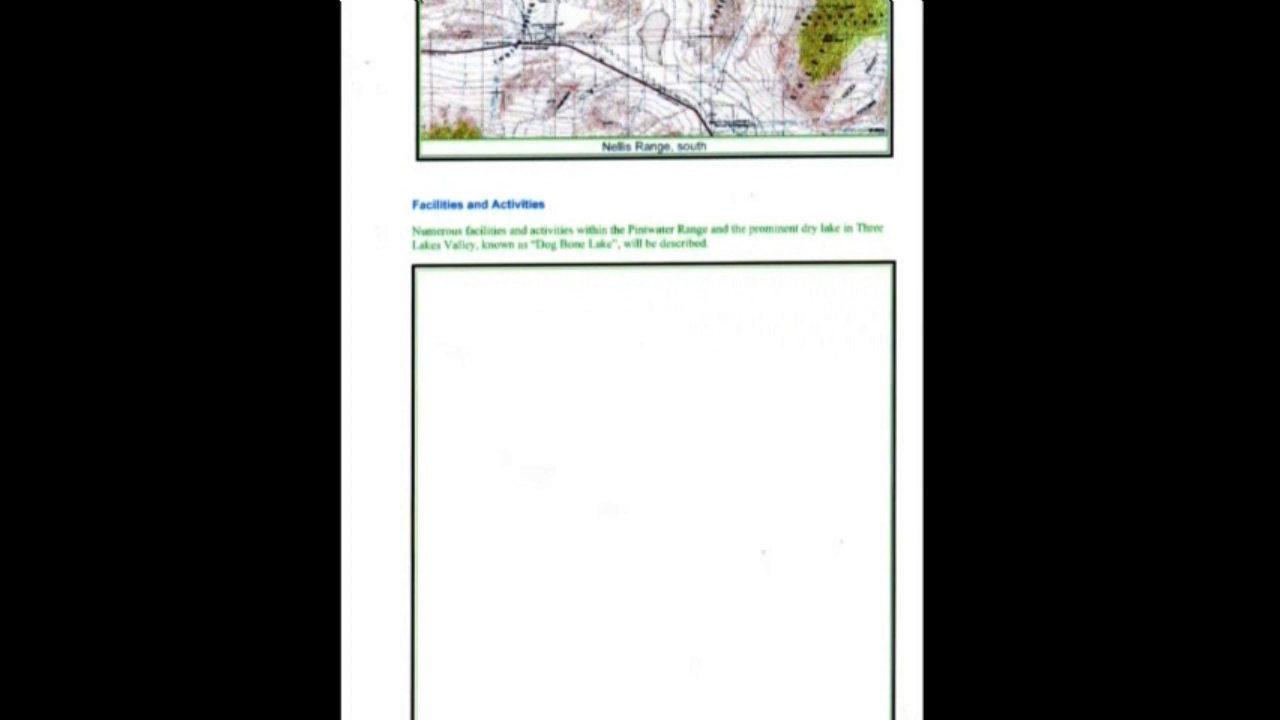 Nellis Range, south
Facilities and Activities
Numerous facilities and activities within the Pintwater Range and the prominent dry lake in Three
Lakes Valley, known as “Dog Bone Lake”, will be described.